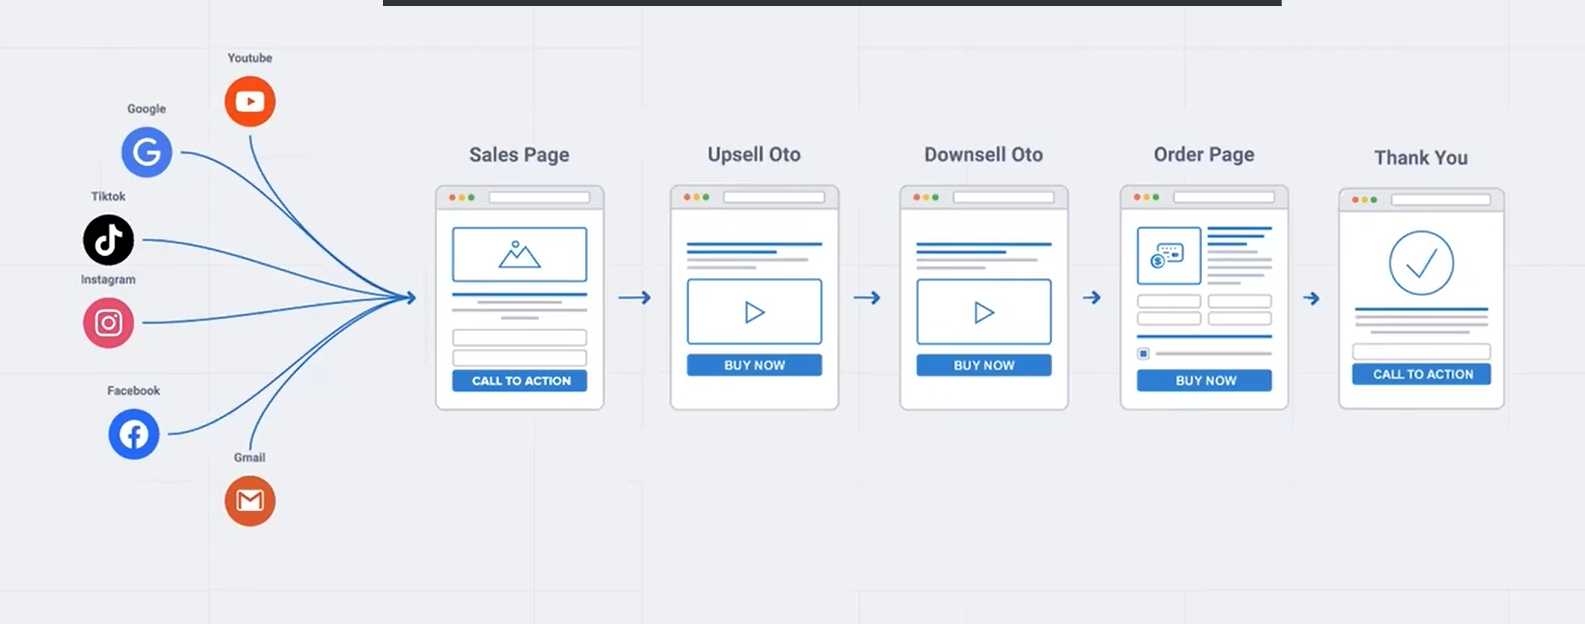 Youtube
Google
Tiktok
Instagram
Facebook
Gmail
Sales Page
CALL TO ACTION
Upsell Oto
BUY NOW
Downsell Oto
BUY NOW
Order Page
BUY NOW
Thank You
CALL TO ACTION